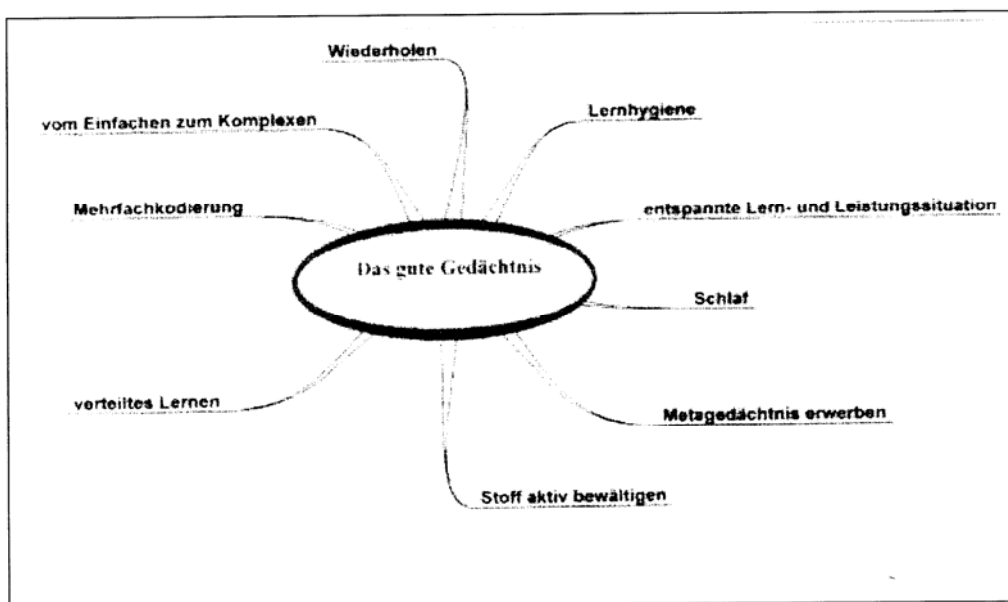 Wiederholen
Lernhygiene
vom Einfachen zum Komplexen
Mehrfachkodierung
entspannte Lern- und Leistungssituation
Das gute Gedächtnis
Schlaf
verteiltes Lernen
Metagedächtnis erwerben
Stoff aktiv bewältigen